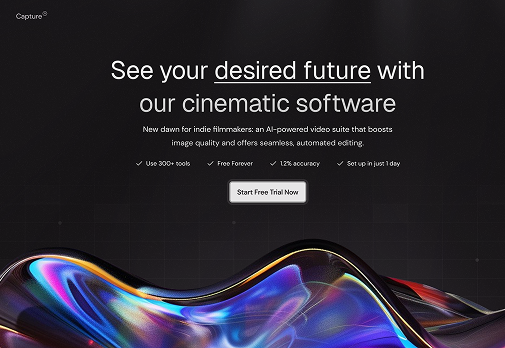 Capture®
See your desired future with
our cinematic software
New dawn for indie filmmakers: an AI-powered video suite that boosts
image quality and offers seamless, automated editing.
Use 300+ tools Free Forever 1,2% accuracy Set up in just 1 day
Start Free Trial Now